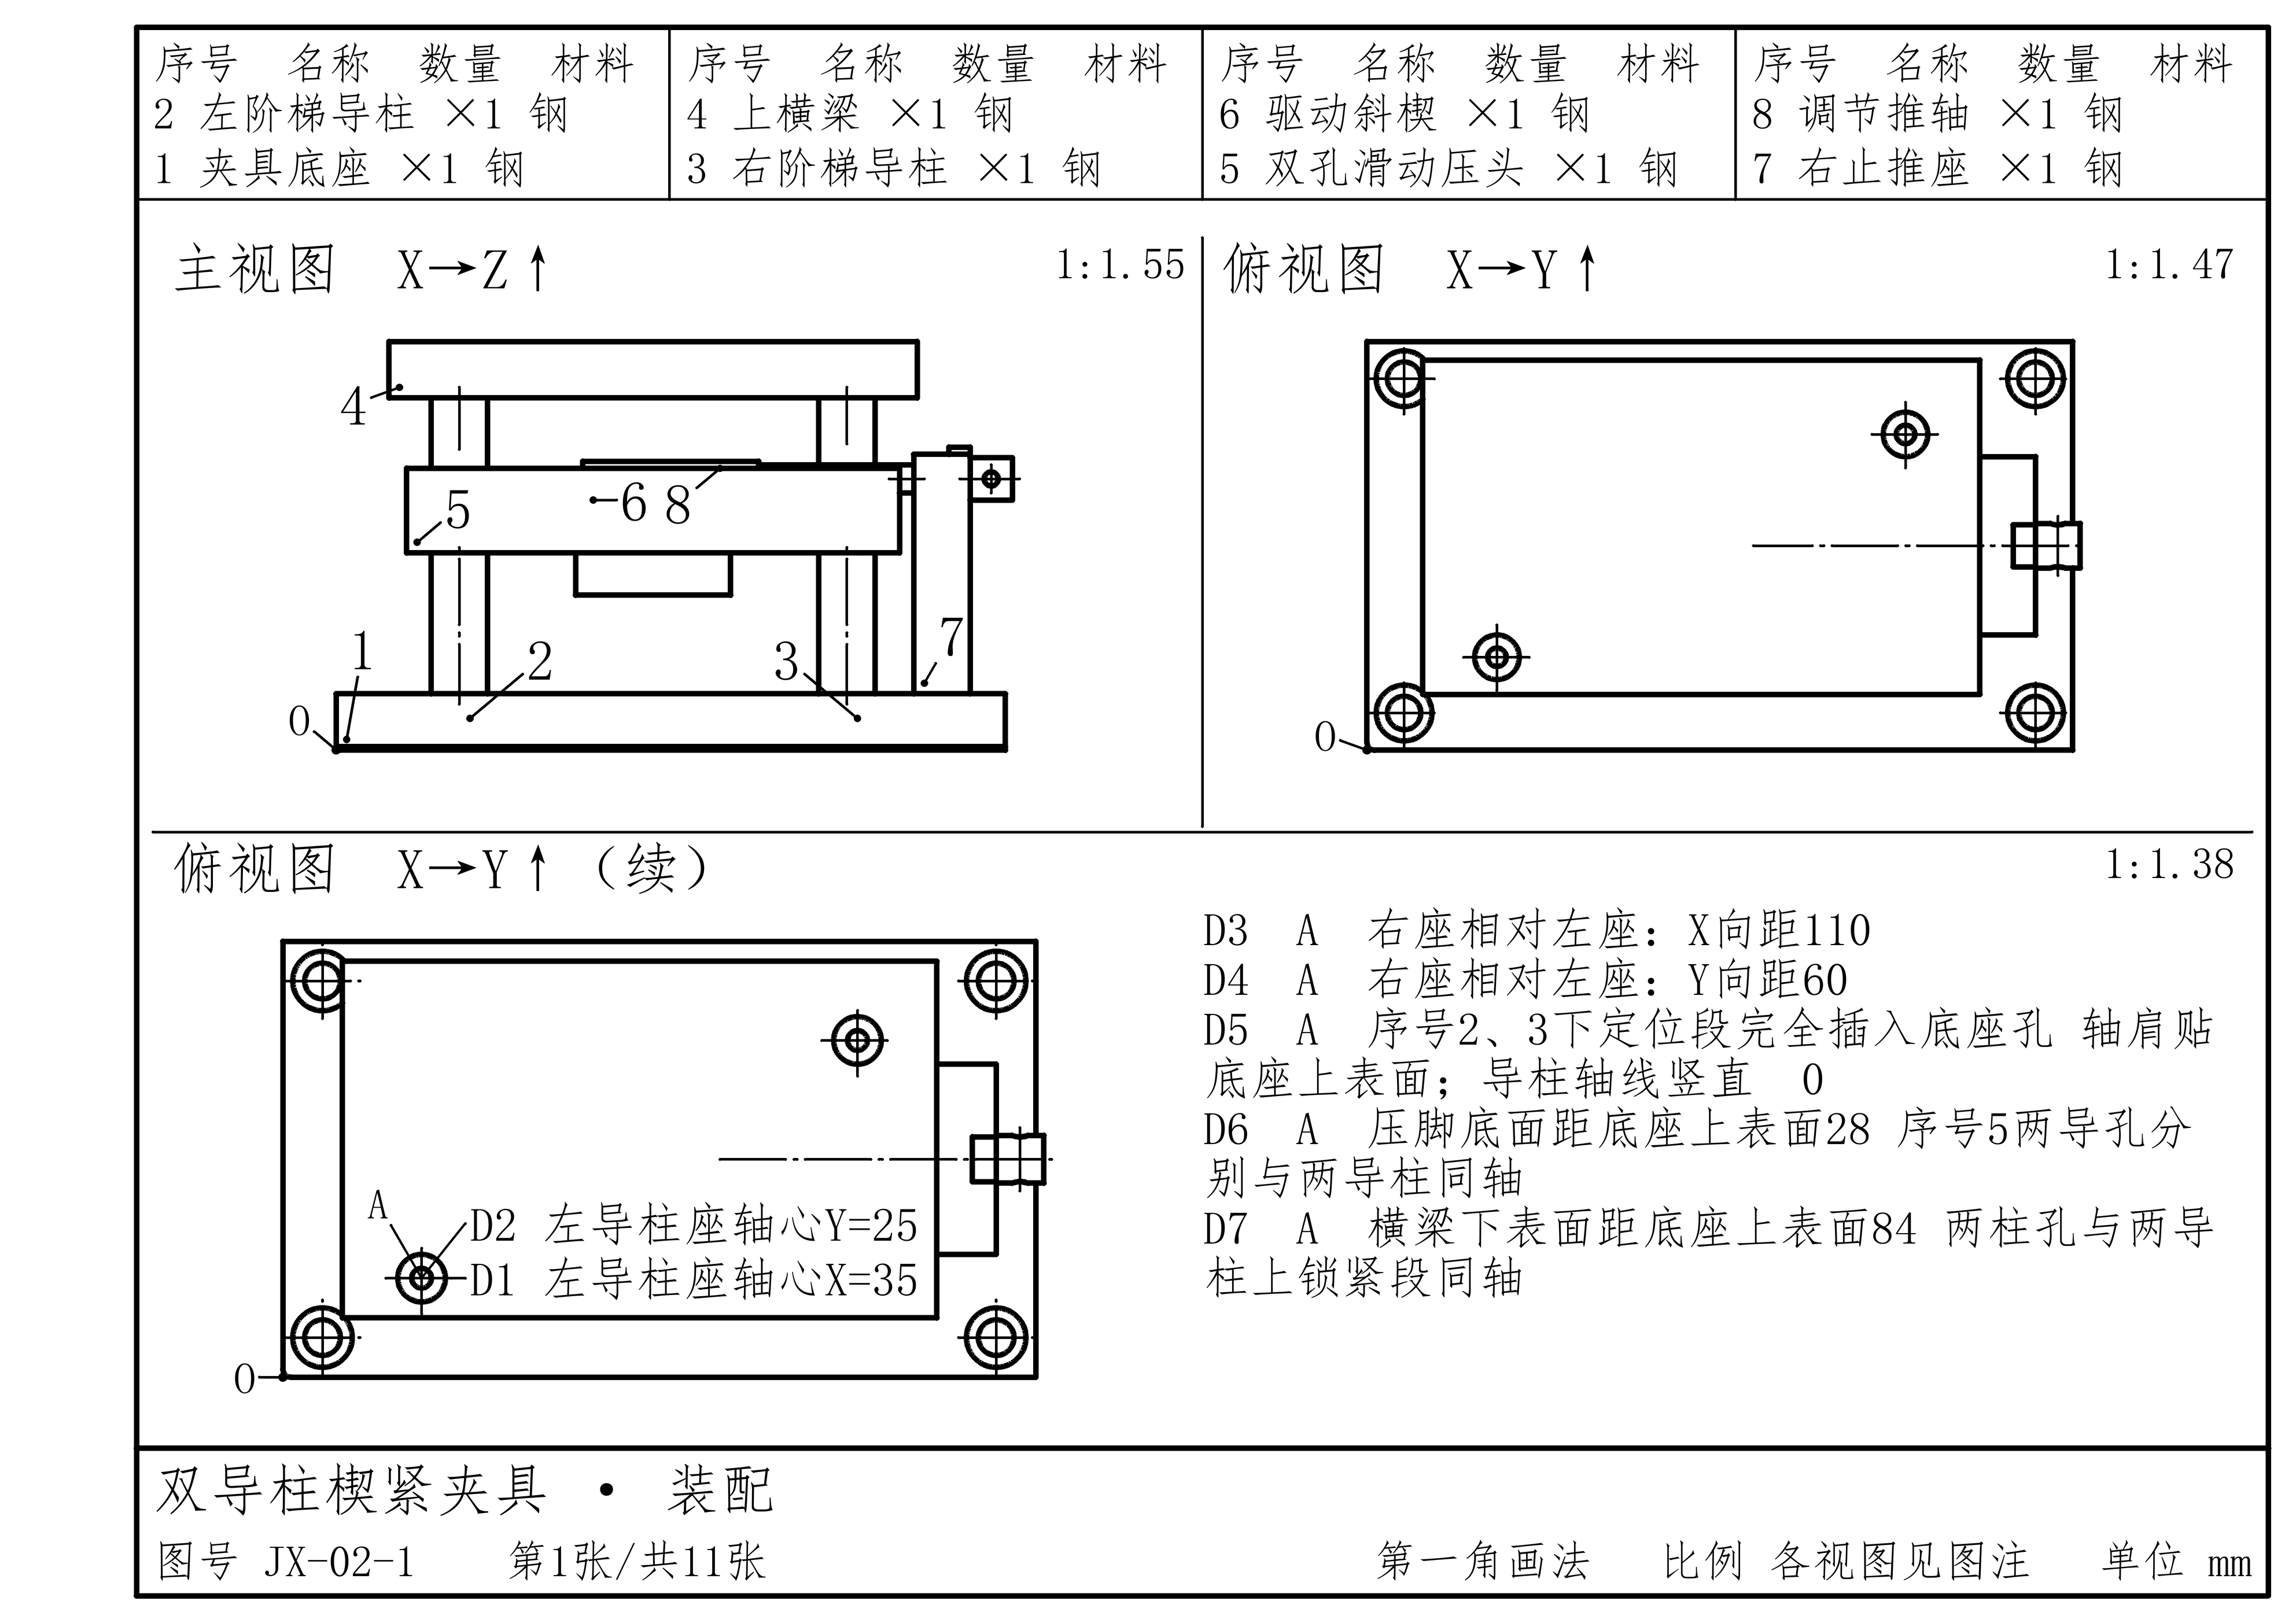 序号 名称 数量 材料
2 左阶梯导柱 ×1 钢
1 夹具底座 ×1 钢
序号 名称 数量 材料
4 上横梁 ×1 钢
3 右阶梯导柱 ×1 钢
序号 名称 数量 材料
6 驱动斜楔 ×1 钢
5 双孔滑动压头 ×1 钢
序号 名称 数量 材料
8 调节推轴 ×1 钢
7 右止推座 ×1 钢
主视图 X→Z↑ 1:1.55
4
5
6 8
7
1
2
3
0
俯视图 X→Y↑ 1:1.47
0
俯视图 X→Y↑（续） 1:1.38
A
D2 左导柱座轴心Y=25
D1 左导柱座轴心X=35
0
D3 A 右座相对左座：X向距110
D4 A 右座相对左座：Y向距60
D5 A 序号2、3下定位段完全插入底座孔 轴肩贴
底座上表面；导柱轴线竖直 0
D6 A 压脚底面距底座上表面28 序号5两导孔分
别与两导柱同轴
D7 A 横梁下表面距底座上表面84 两柱孔与两导
柱上锁紧段同轴
双导柱楔紧夹具 · 装配
图号 JX-02-1 第1张/共11张
第一角画法 比例 各视图见图注 单位 mm